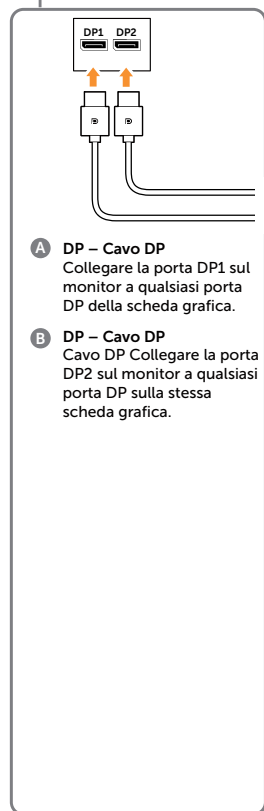 DP1 DP2
A DP – Cavo DP
Collegare la porta DP1 sul
monitor a qualsiasi porta
DP della scheda grafica.
B DP – Cavo DP
Cavo DP Collegare la porta
DP2 sul monitor a qualsiasi
porta DP sulla stessa
scheda grafica.